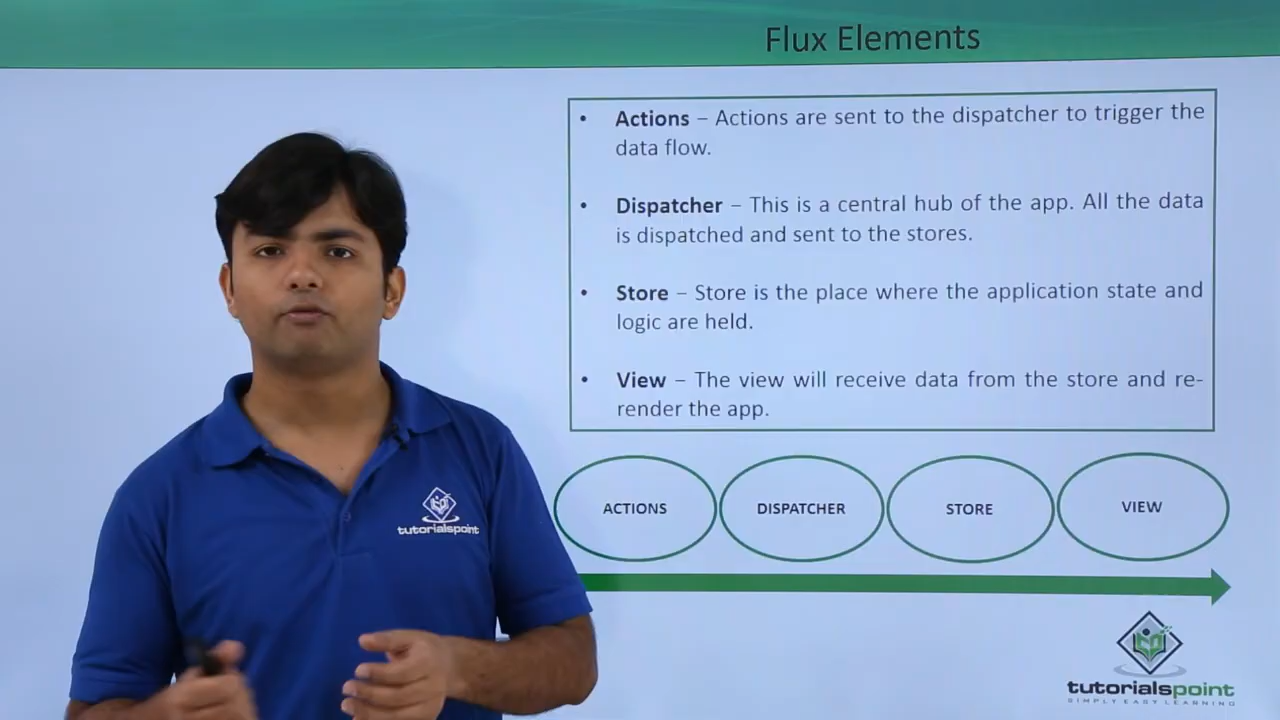 Flux Elements
• Actions – Actions are sent to the dispatcher to trigger the
data flow.
• Dispatcher – This is a central hub of the app. All the data
is dispatched and sent to the stores.
• Store – Store is the place where the application state and
logic are held.
• View – The view will receive data from the store and re-
render the app.
ACTIONS DISPATCHER STORE VIEW
tutorialspoint
tutorialspoint
SIMPLY EASY LEARNING